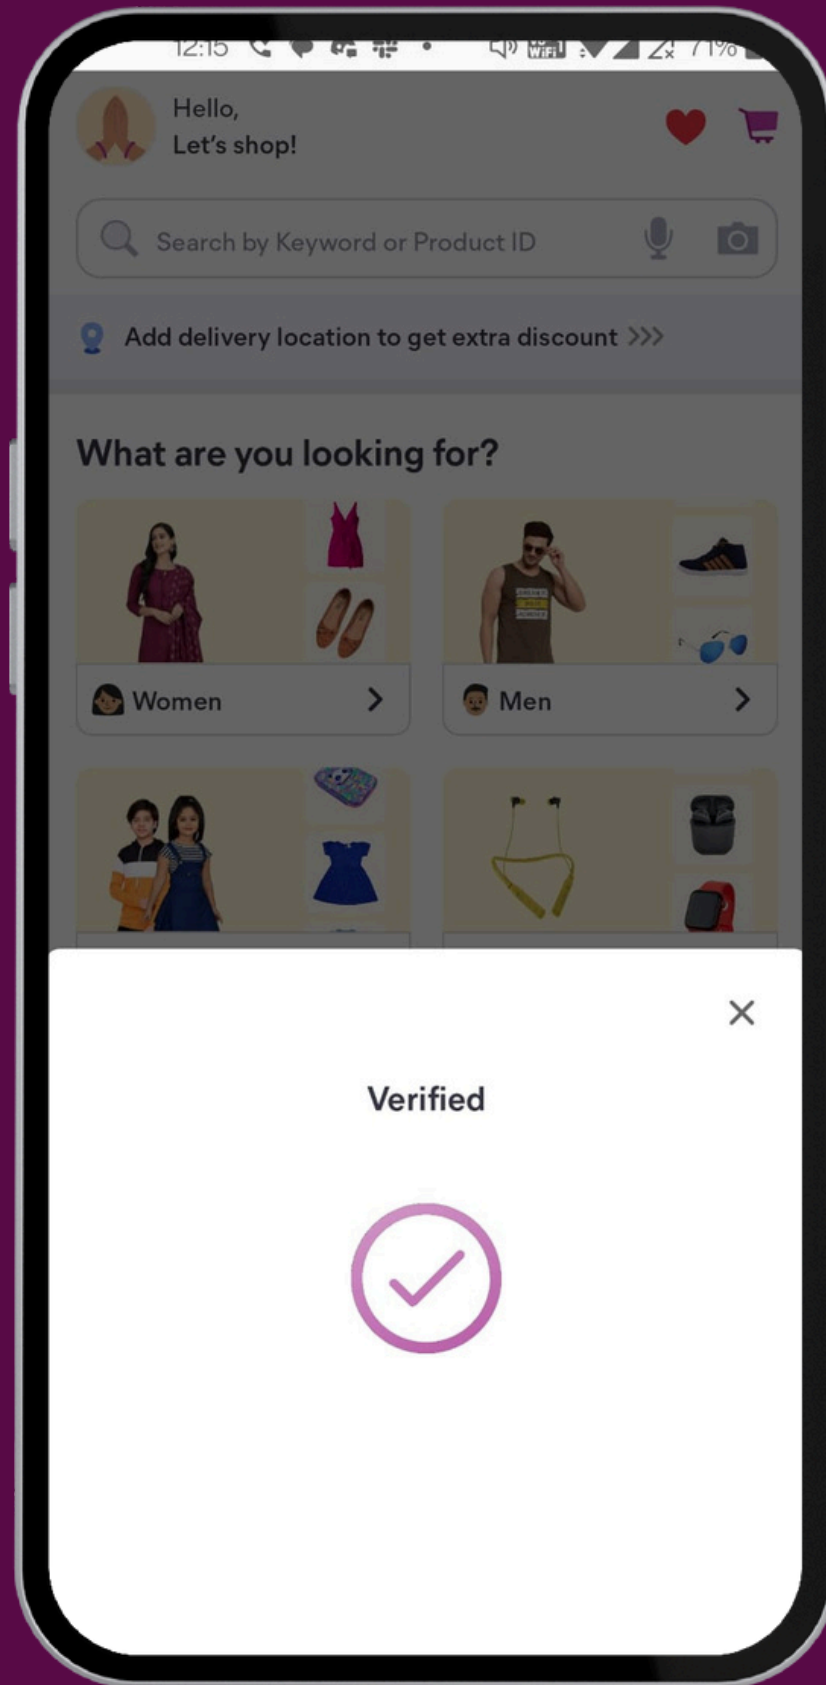 12:15 71%
Hello,
Let's shop!
Search by Keyword or Product ID
Add delivery location to get extra discount >>>
What are you looking for?
Women
Men
Verified